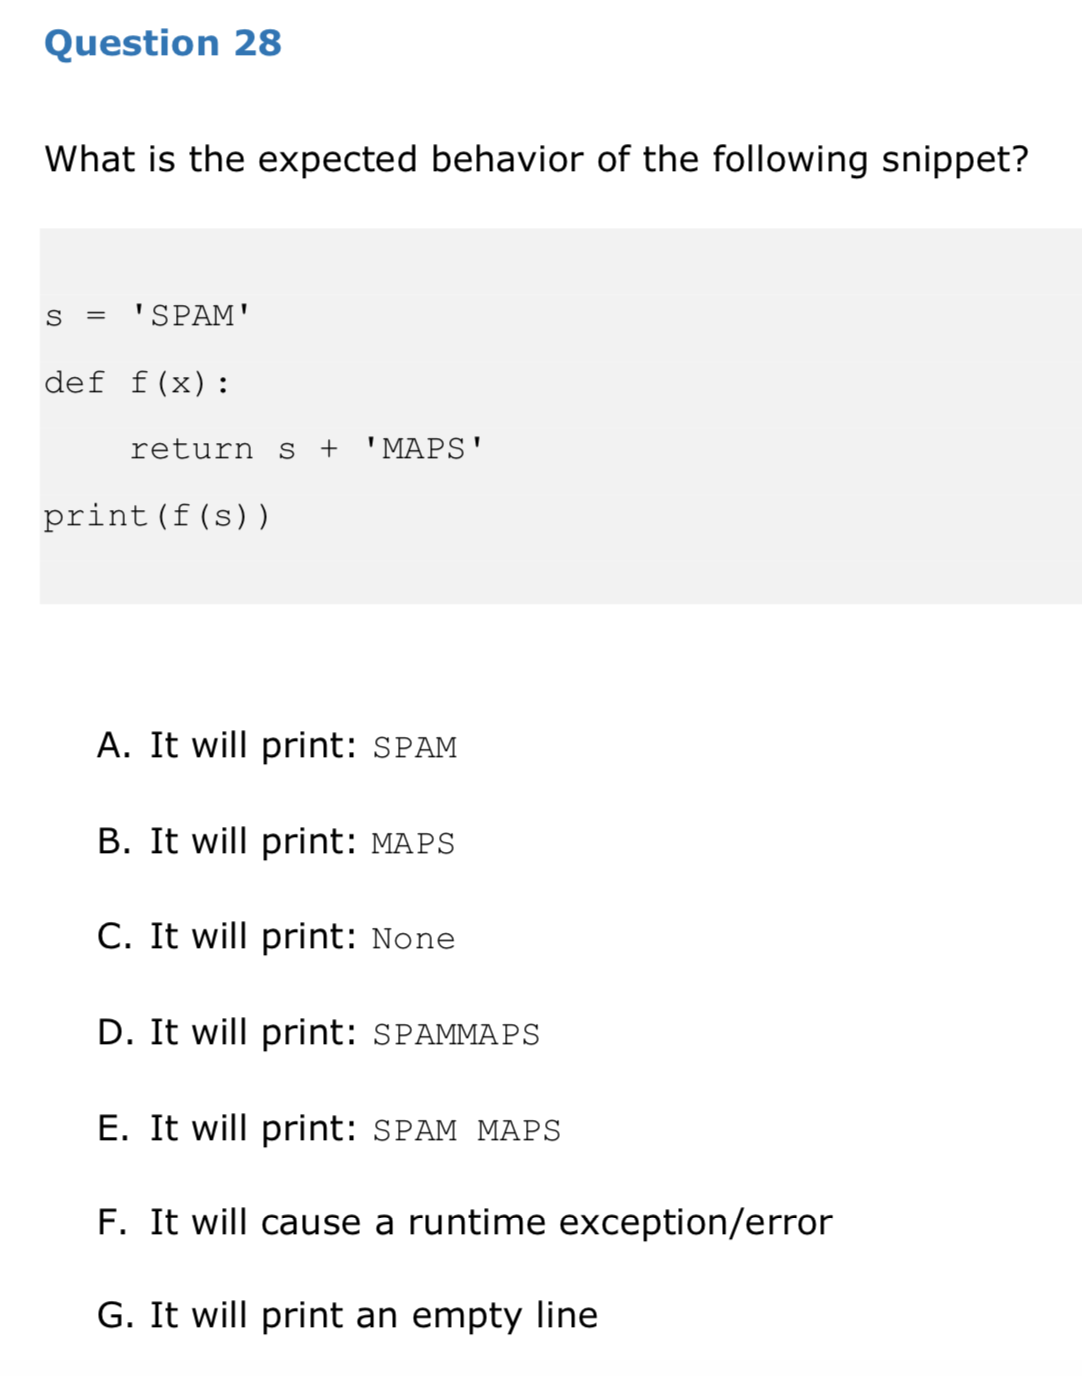 Question 28
What is the expected behavior of the following snippet?
s = 'SPAM'
def f(x):
    return s + 'MAPS'
print(f(s))
A. It will print: SPAM
B. It will print: MAPS
C. It will print: None
D. It will print: SPAMMAPS
E. It will print: SPAM MAPS
F. It will cause a runtime exception/error
G. It will print an empty line